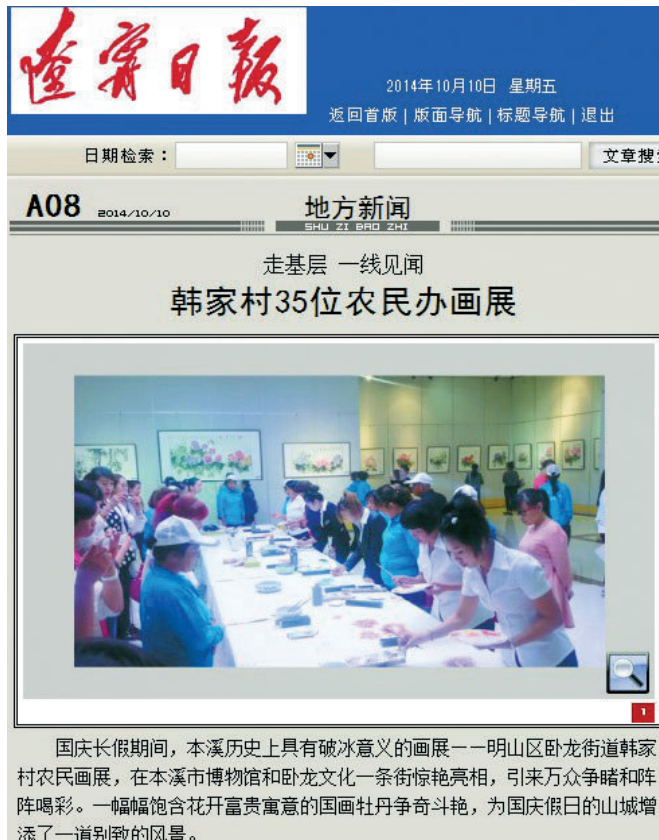 辽宁日报
2014年10月10日 星期五
返回首版 | 版面导航 | 标题导航 | 退出
日期检索：
文章搜索
A08 2014/10/10 地方新闻
SHU ZI BAO ZHI
走基层 一线见闻
韩家村35位农民办画展
1
国庆长假期间，本溪历史上具有破冰意义的画展——明山区卧龙街道韩家
村农民画展，在本溪市博物馆和卧龙文化一条街惊艳亮相，引来万众争睹和阵
阵喝彩。一幅幅饱含花开富贵寓意的国画牡丹争奇斗艳，为国庆假日的山城增
添了一道别致的风景。